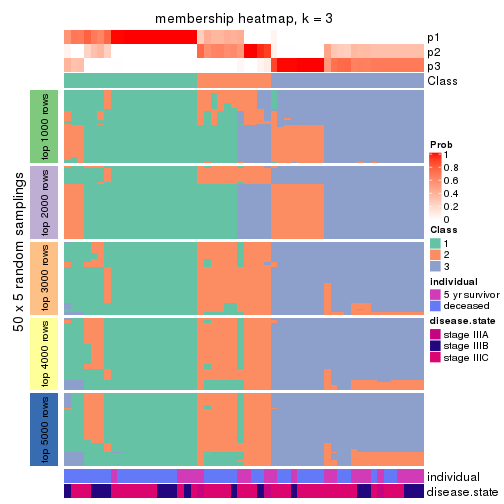 membership heatmap, k = 3
p1
p2
p3
Class
50 x 5 random samplings
top 1000 rows
top 2000 rows
top 3000 rows
top 4000 rows
top 5000 rows
individual
disease.state
Prob
1
0.8
0.6
0.4
0.2
0
Class
1
2
3
individual
5 yr survivor
deceased
disease.state
stage IIIA
stage IIIB
stage IIIC